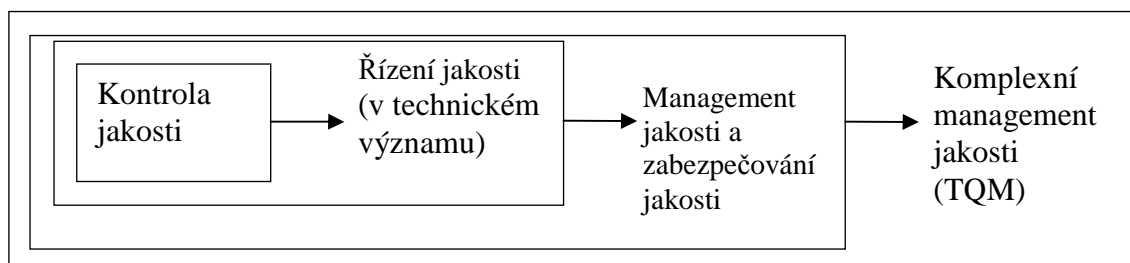 Kontrola
jakosti
Řízení jakosti
(v technickém
významu)
Management
jakosti a
zabezpečování
jakosti
Komplexní
management
jakosti
(TQM)